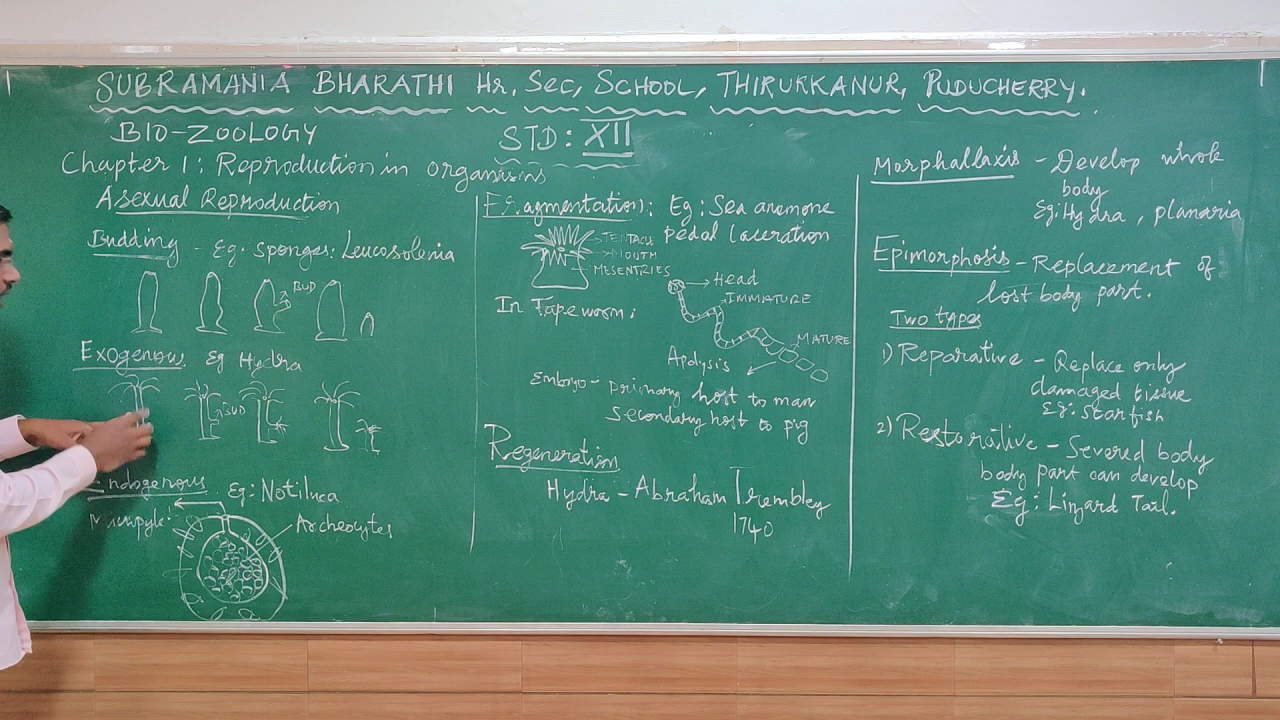 SUBRAMANIA BHARATHI Hr. Sec, SCHOOL, THIRUKKANUR, PUDUCHERRY.
BIO-ZOOLOGY
STD: XII
Chapter 1: Reproduction in organisms
Asexual Reproduction
Budding - Eg. Sponges: Leucosolenia
BUD
Exogenous. Eg Hydra
BUD
Endogenous. Eg: Notiluca
Micropyle:
Archeocytes
Fragmentation: Eg: Sea anemone
pedal laceration
TENTACLE
MOUTH
MESENTRIES
Head
In Tapeworm:
IMMATURE
MATURE
Apolysis
Embryo - primary host to man
Secondary host to pig
Regeneration
Hydra - Abraham Trembley
1740
Morphallaxis - Develop whole
body
Eg: Hydra, planaria
Epimorphosis - Replacement of
lost body part.
Two types
1) Reparative - Replace only
damaged tissue
Eg: Starfish
2) Restorative - Severed body
body part can develop
Eg: Lizard Tail.